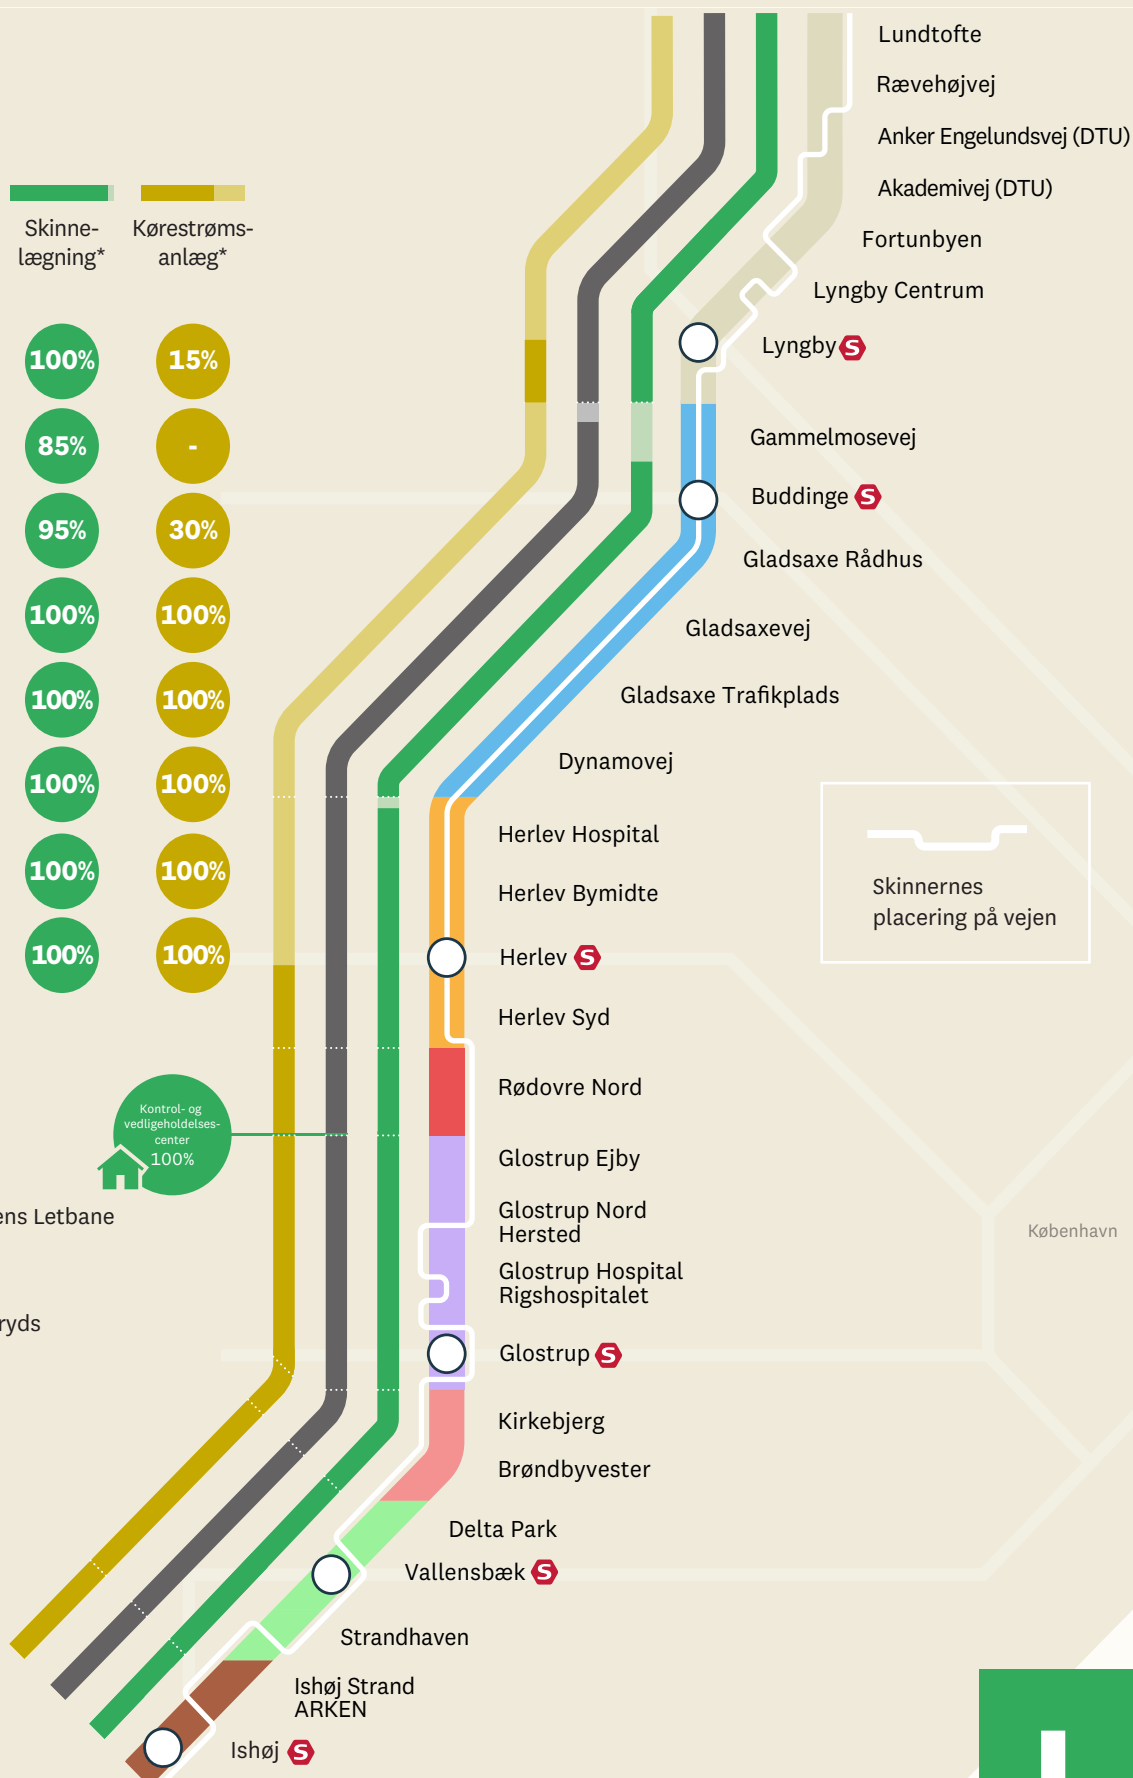 Lundtofte
Rævehøjvej
Anker Engelundsvej (DTU)
Akademivej (DTU)
Fortunbyen
Lyngby Centrum
Lyngby S
Gammelmosevej
Buddinge S
Gladsaxe Rådhus
Gladsaxevej
Gladsaxe Trafikplads
Dynamovej
Herlev Hospital
Herlev Bymidte
Herlev S
Herlev Syd
Rødovre Nord
Glostrup Ejby
Glostrup Nord
Hersted
Glostrup Hospital
Rigshospitalet
Glostrup S
Kirkebjerg
Brøndbyvester
Delta Park
Vallensbæk S
Strandhaven
Ishøj Strand
ARKEN
Ishøj S
Skinne-
lægning*
Kørestrøms-
anlæg*
100% 15%
85% -
95% 30%
100% 100%
100% 100%
100% 100%
100% 100%
100% 100%
Kontrol- og
vedligeholdelses-
center
100%
ens Letbane
ryds
Skinnernes
placering på vejen
København